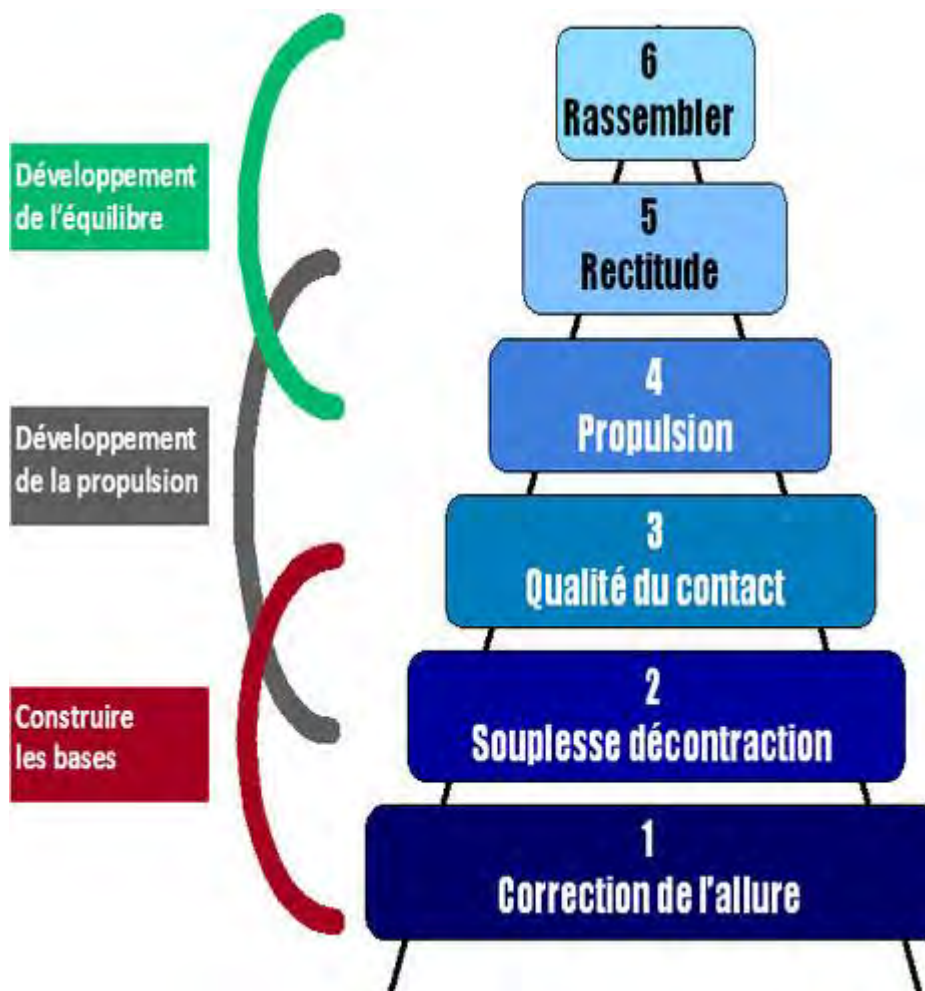 6
Rassembler
Développement
de l'équilibre
5
Rectitude
4
Propulsion
Développement
de la propulsion
3
Qualité du contact
2
Souplesse décontraction
Construire
les bases
1
Correction de l'allure